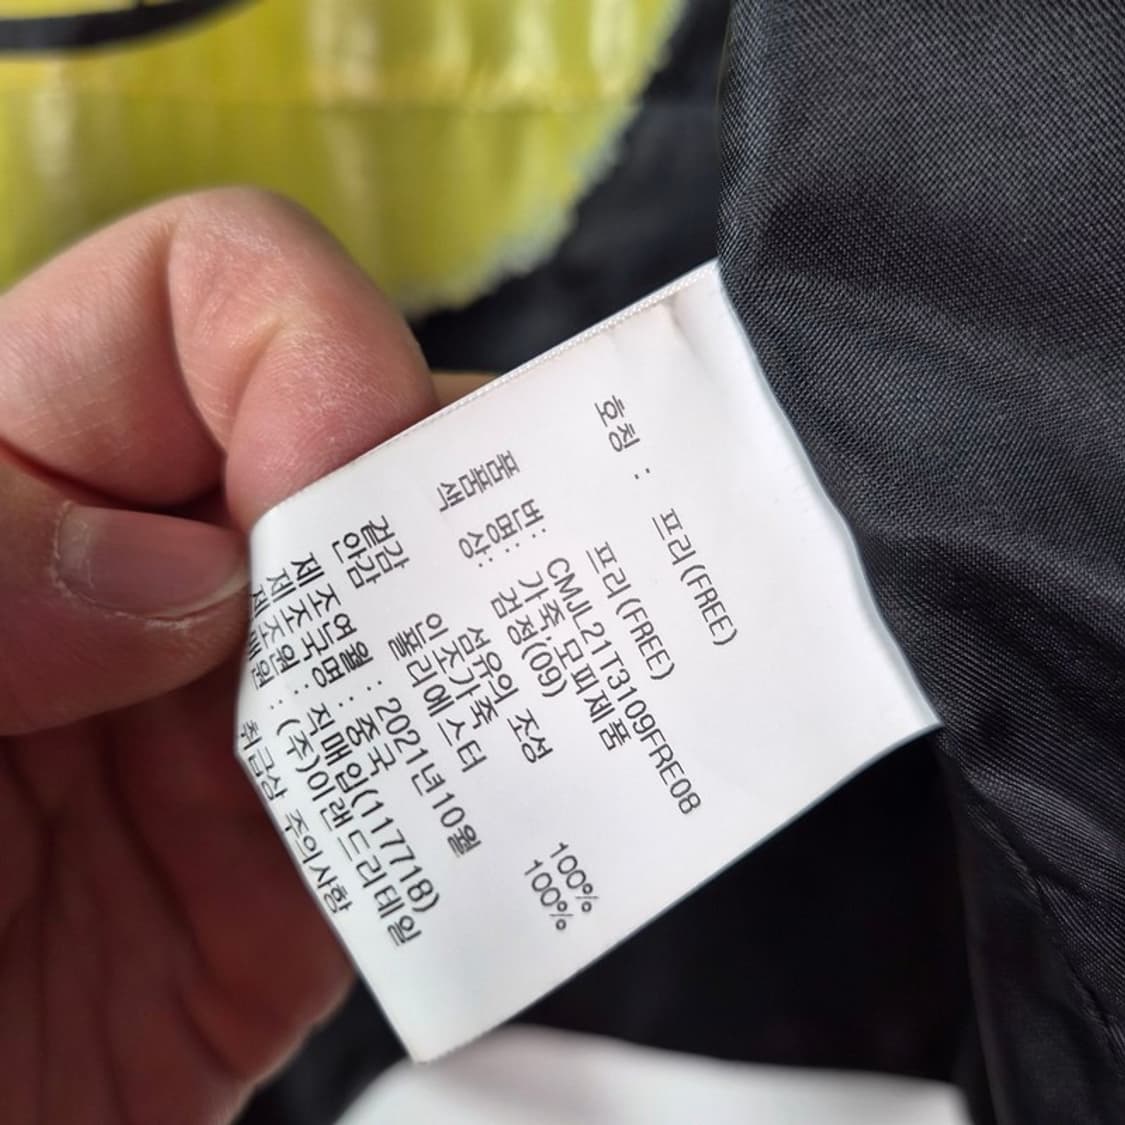 호칭 : 프리(FREE)
프리(FREE)
품번: CMJL21T3109FRE08
품명: 가죽.모피제품
색상: 검정(09)
섬유의 조성
겉감 인조가죽 100%
안감 폴리에스터 100%
제조연월 : 2021년10월
제조국명 : 중국
제조원 : 직매입(117718)
매원 : (주)이랜드리테일
취급상 주의사항